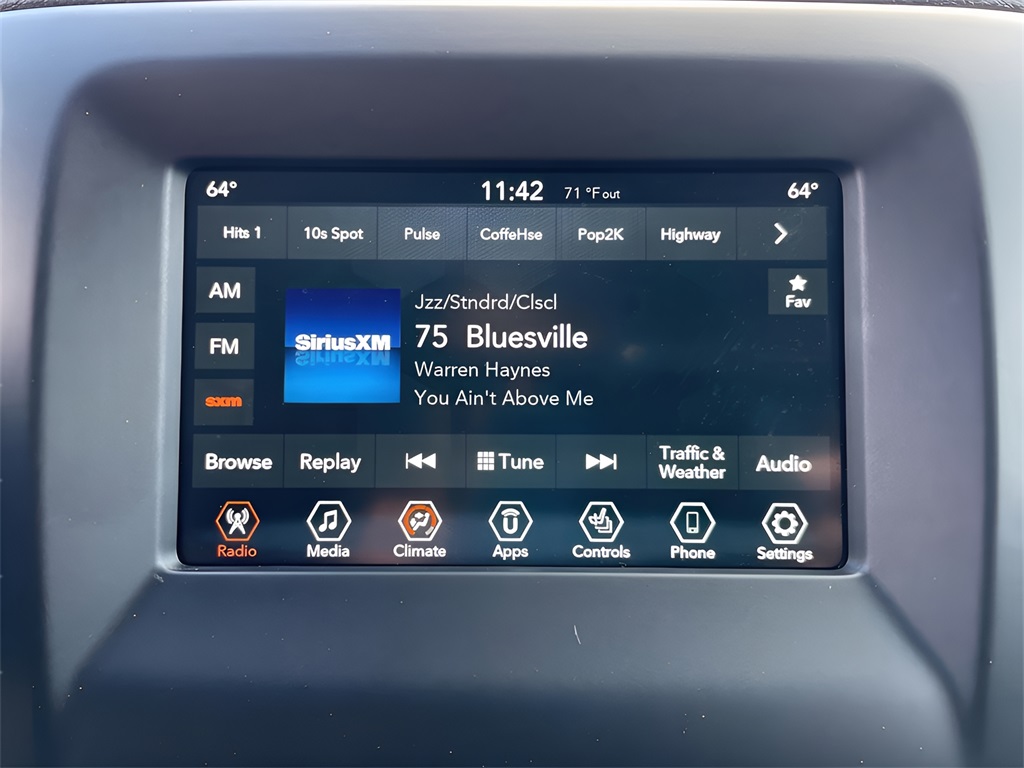 64° 11:42 71 °F out 64°
Hits 1 10s Spot Pulse CoffeHse Pop2K Highway
AM
FM
sxm
SiriusXM
Jzz/Stndrd/Clscl
75 Bluesville
Warren Haynes
You Ain't Above Me
Fav
Browse Replay Tune Traffic & Weather Audio
Radio Media Climate Apps Controls Phone Settings